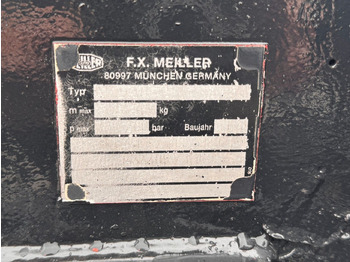 F.X. MEILLER
80997 MÜNCHEN GERMANY
Typ
m max kg
p max bar Baujahr